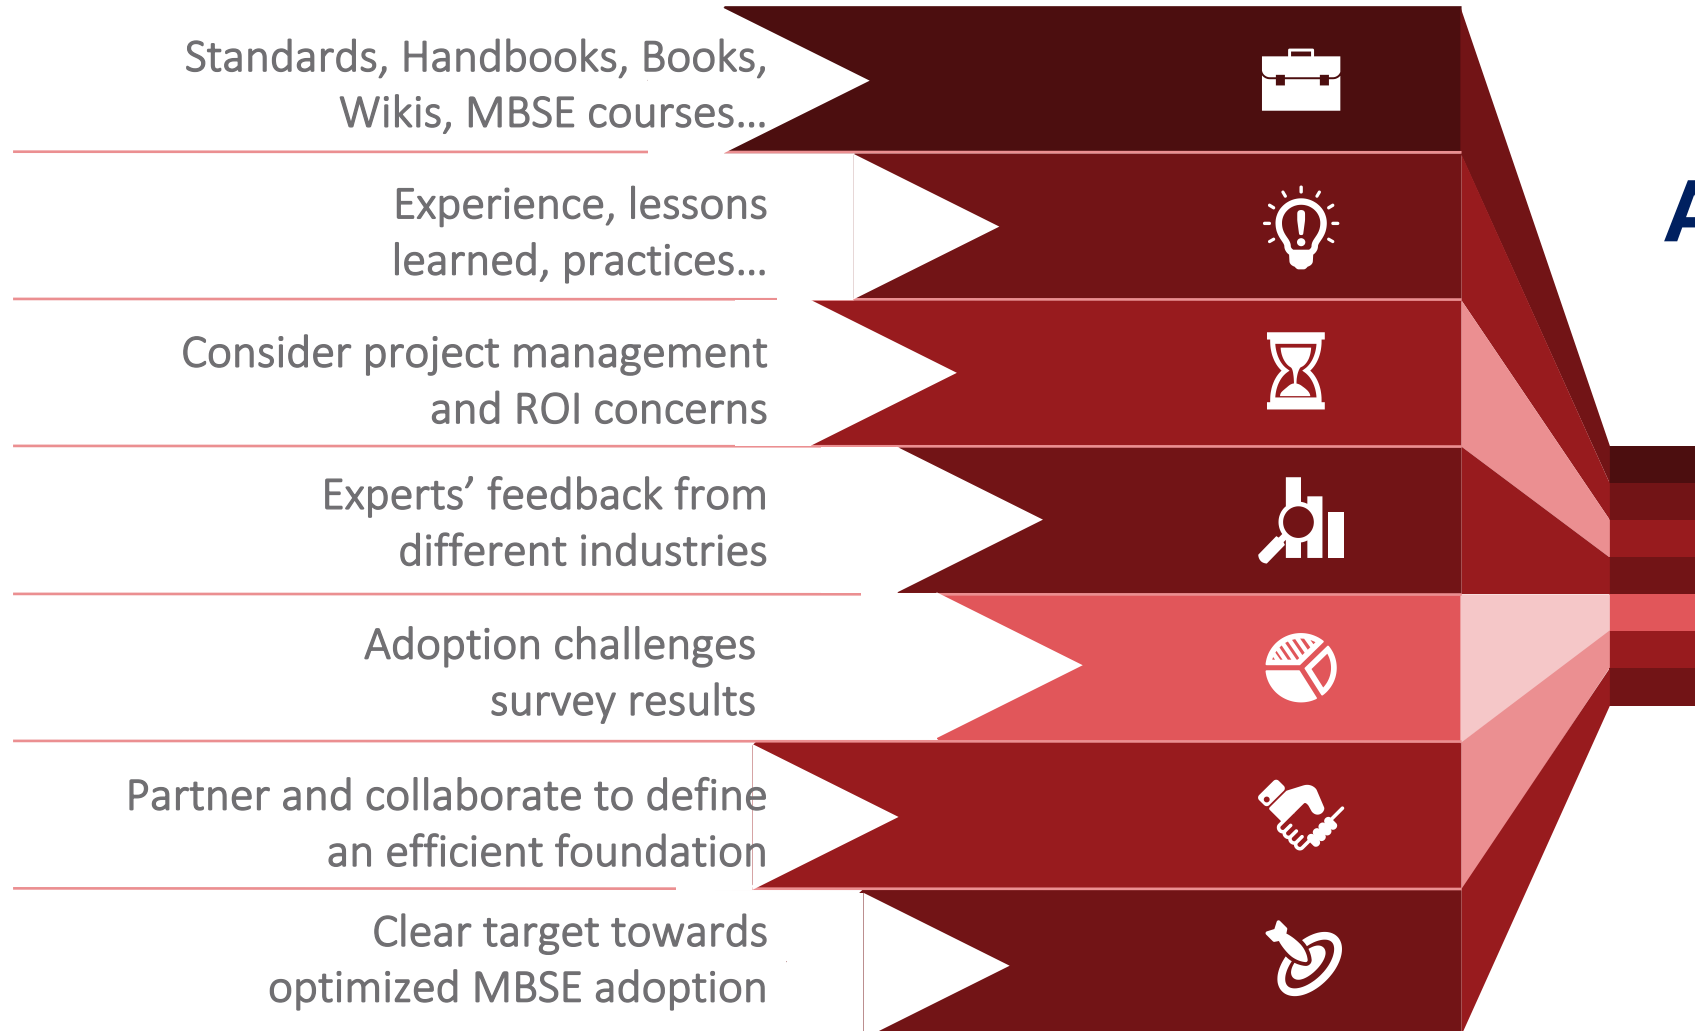 Standards, Handbooks, Books,
Wikis, MBSE courses…
Experience, lessons
learned, practices…
Consider project management
and ROI concerns
Experts’ feedback from
different industries
Adoption challenges
survey results
Partner and collaborate to define
an efficient foundation
Clear target towards
optimized MBSE adoption